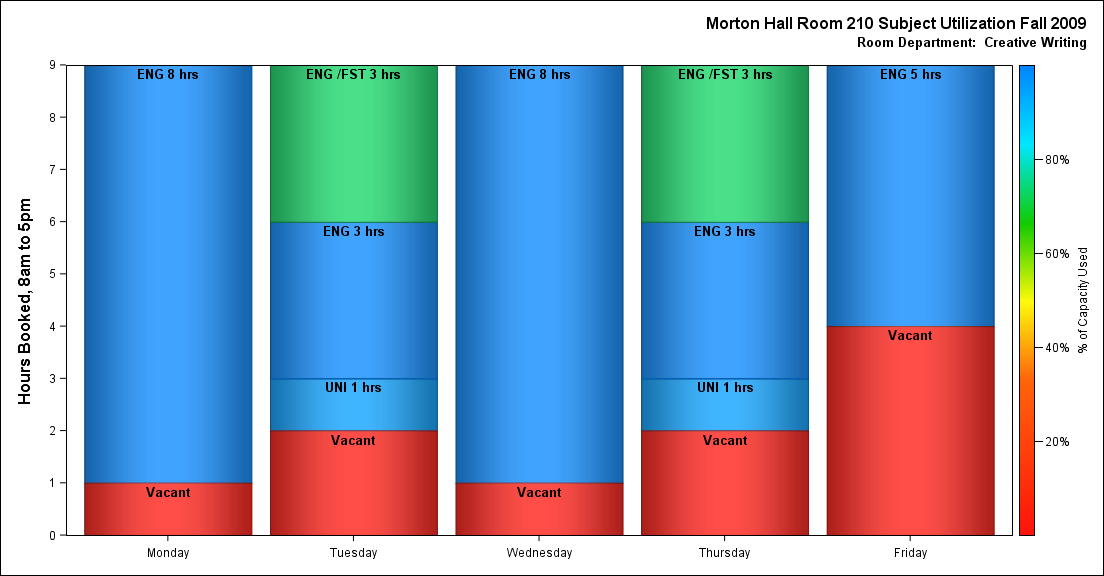 Morton Hall Room 210 Subject Utilization Fall 2009
Room Department: Creative Writing
Hours Booked, 8am to 5pm
9
8
7
6
5
4
3
2
1
0
ENG 8 hrs
Vacant
ENG /FST 3 hrs
ENG 3 hrs
UNI 1 hrs
Vacant
ENG 8 hrs
Vacant
ENG /FST 3 hrs
ENG 3 hrs
UNI 1 hrs
Vacant
ENG 5 hrs
Vacant
Monday
Tuesday
Wednesday
Thursday
Friday
80%
60%
40%
20%
% of Capacity Used